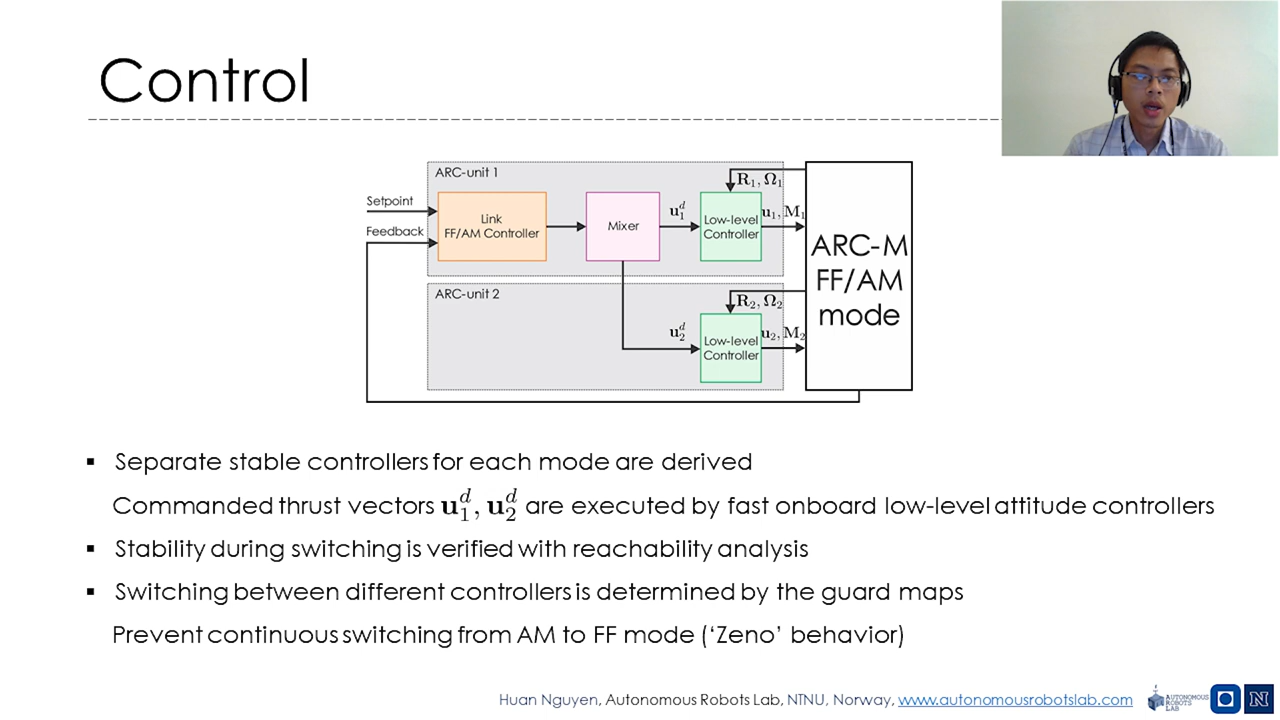 Control
ARC-unit 1
Setpoint
Feedback
Link
FF/AM Controller
Mixer
u₁ᵈ
Low-level
Controller
R₁, Ω₁
u₁, M₁
ARC-M
FF/AM
mode
ARC-unit 2
u₂ᵈ
Low-level
Controller
R₂, Ω₂
u₂, M₂
▪ Separate stable controllers for each mode are derived
Commanded thrust vectors u₁ᵈ, u₂ᵈ are executed by fast onboard low-level attitude controllers
▪ Stability during switching is verified with reachability analysis
▪ Switching between different controllers is determined by the guard maps
Prevent continuous switching from AM to FF mode (‘Zeno’ behavior)
Huan Nguyen, Autonomous Robots Lab, NTNU, Norway, www.autonomousrobotslab.com
AUTONOMOUS
ROBOTS
LAB
N